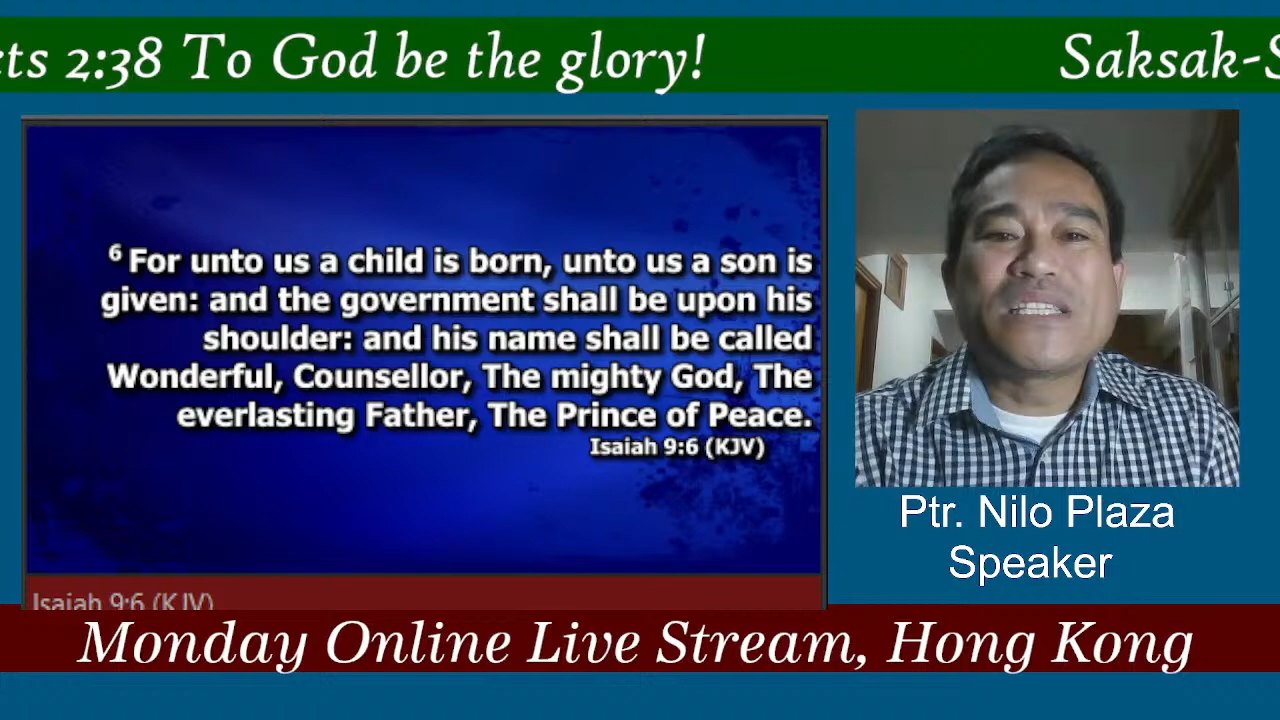 2:38 To God be the glory!
6 For unto us a child is born, unto us a son is
given: and the government shall be upon his
shoulder: and his name shall be called
Wonderful, Counsellor, The mighty God, The
everlasting Father, The Prince of Peace.
Isaiah 9:6 (KJV)
Isaiah 9:6 (KJV)
Ptr. Nilo Plaza
Speaker
Monday Online Live Stream, Hong Kong